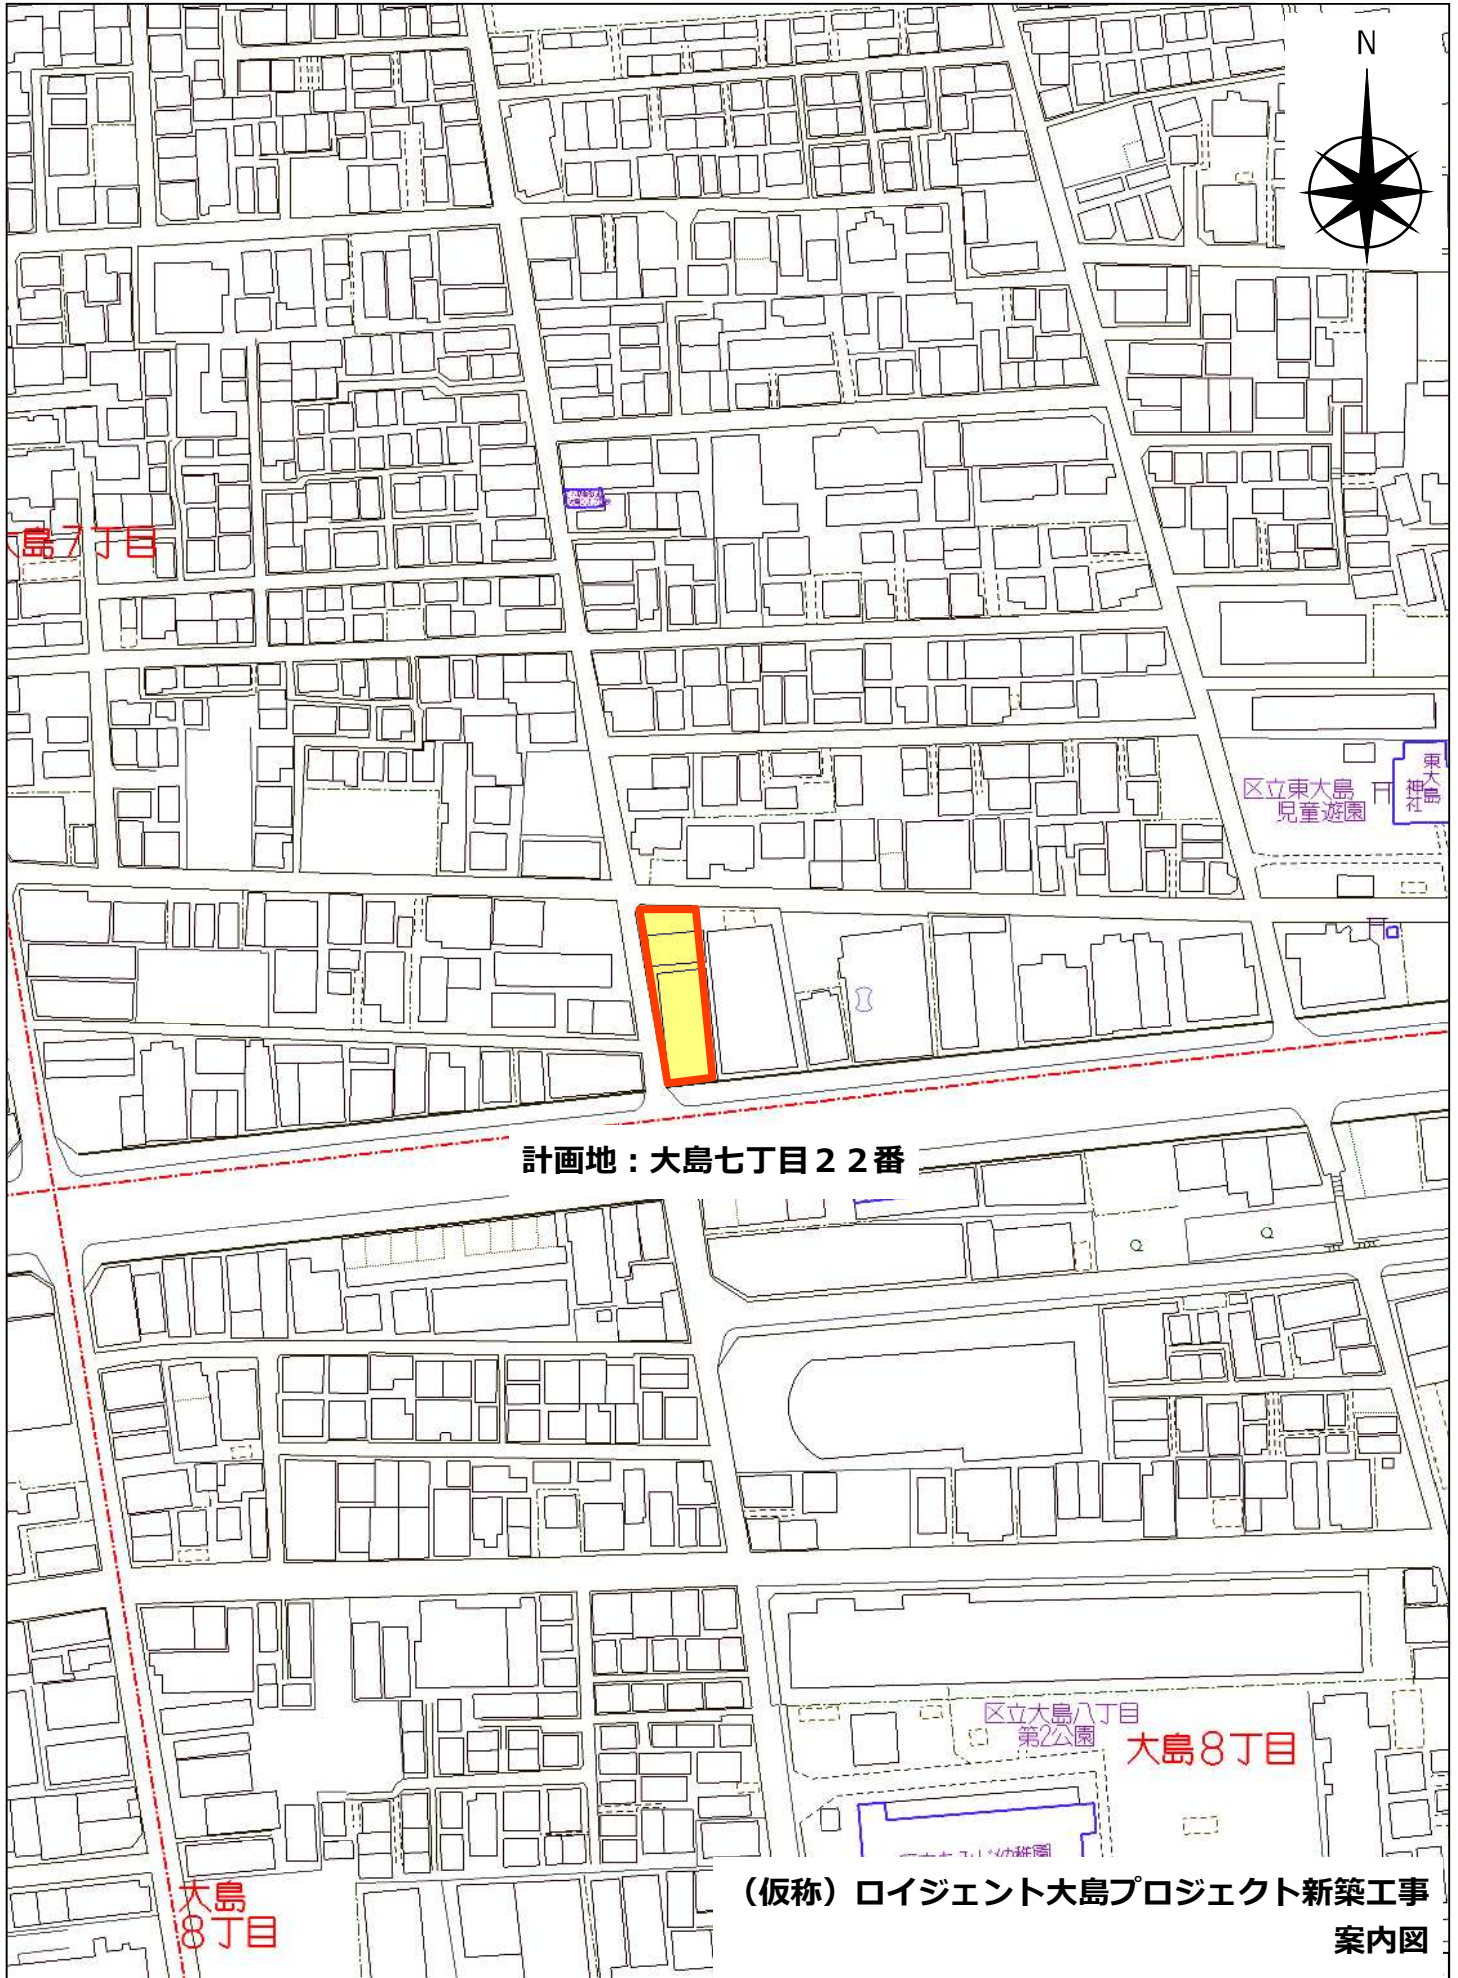 N
大島7丁目
区立東大島
児童遊園
東大島
神社
計画地：大島七丁目２２番
区立大島八丁目
第2公園
大島8丁目
大島
8丁目
（仮称）ロイジェント大島プロジェクト新築工事
案内図